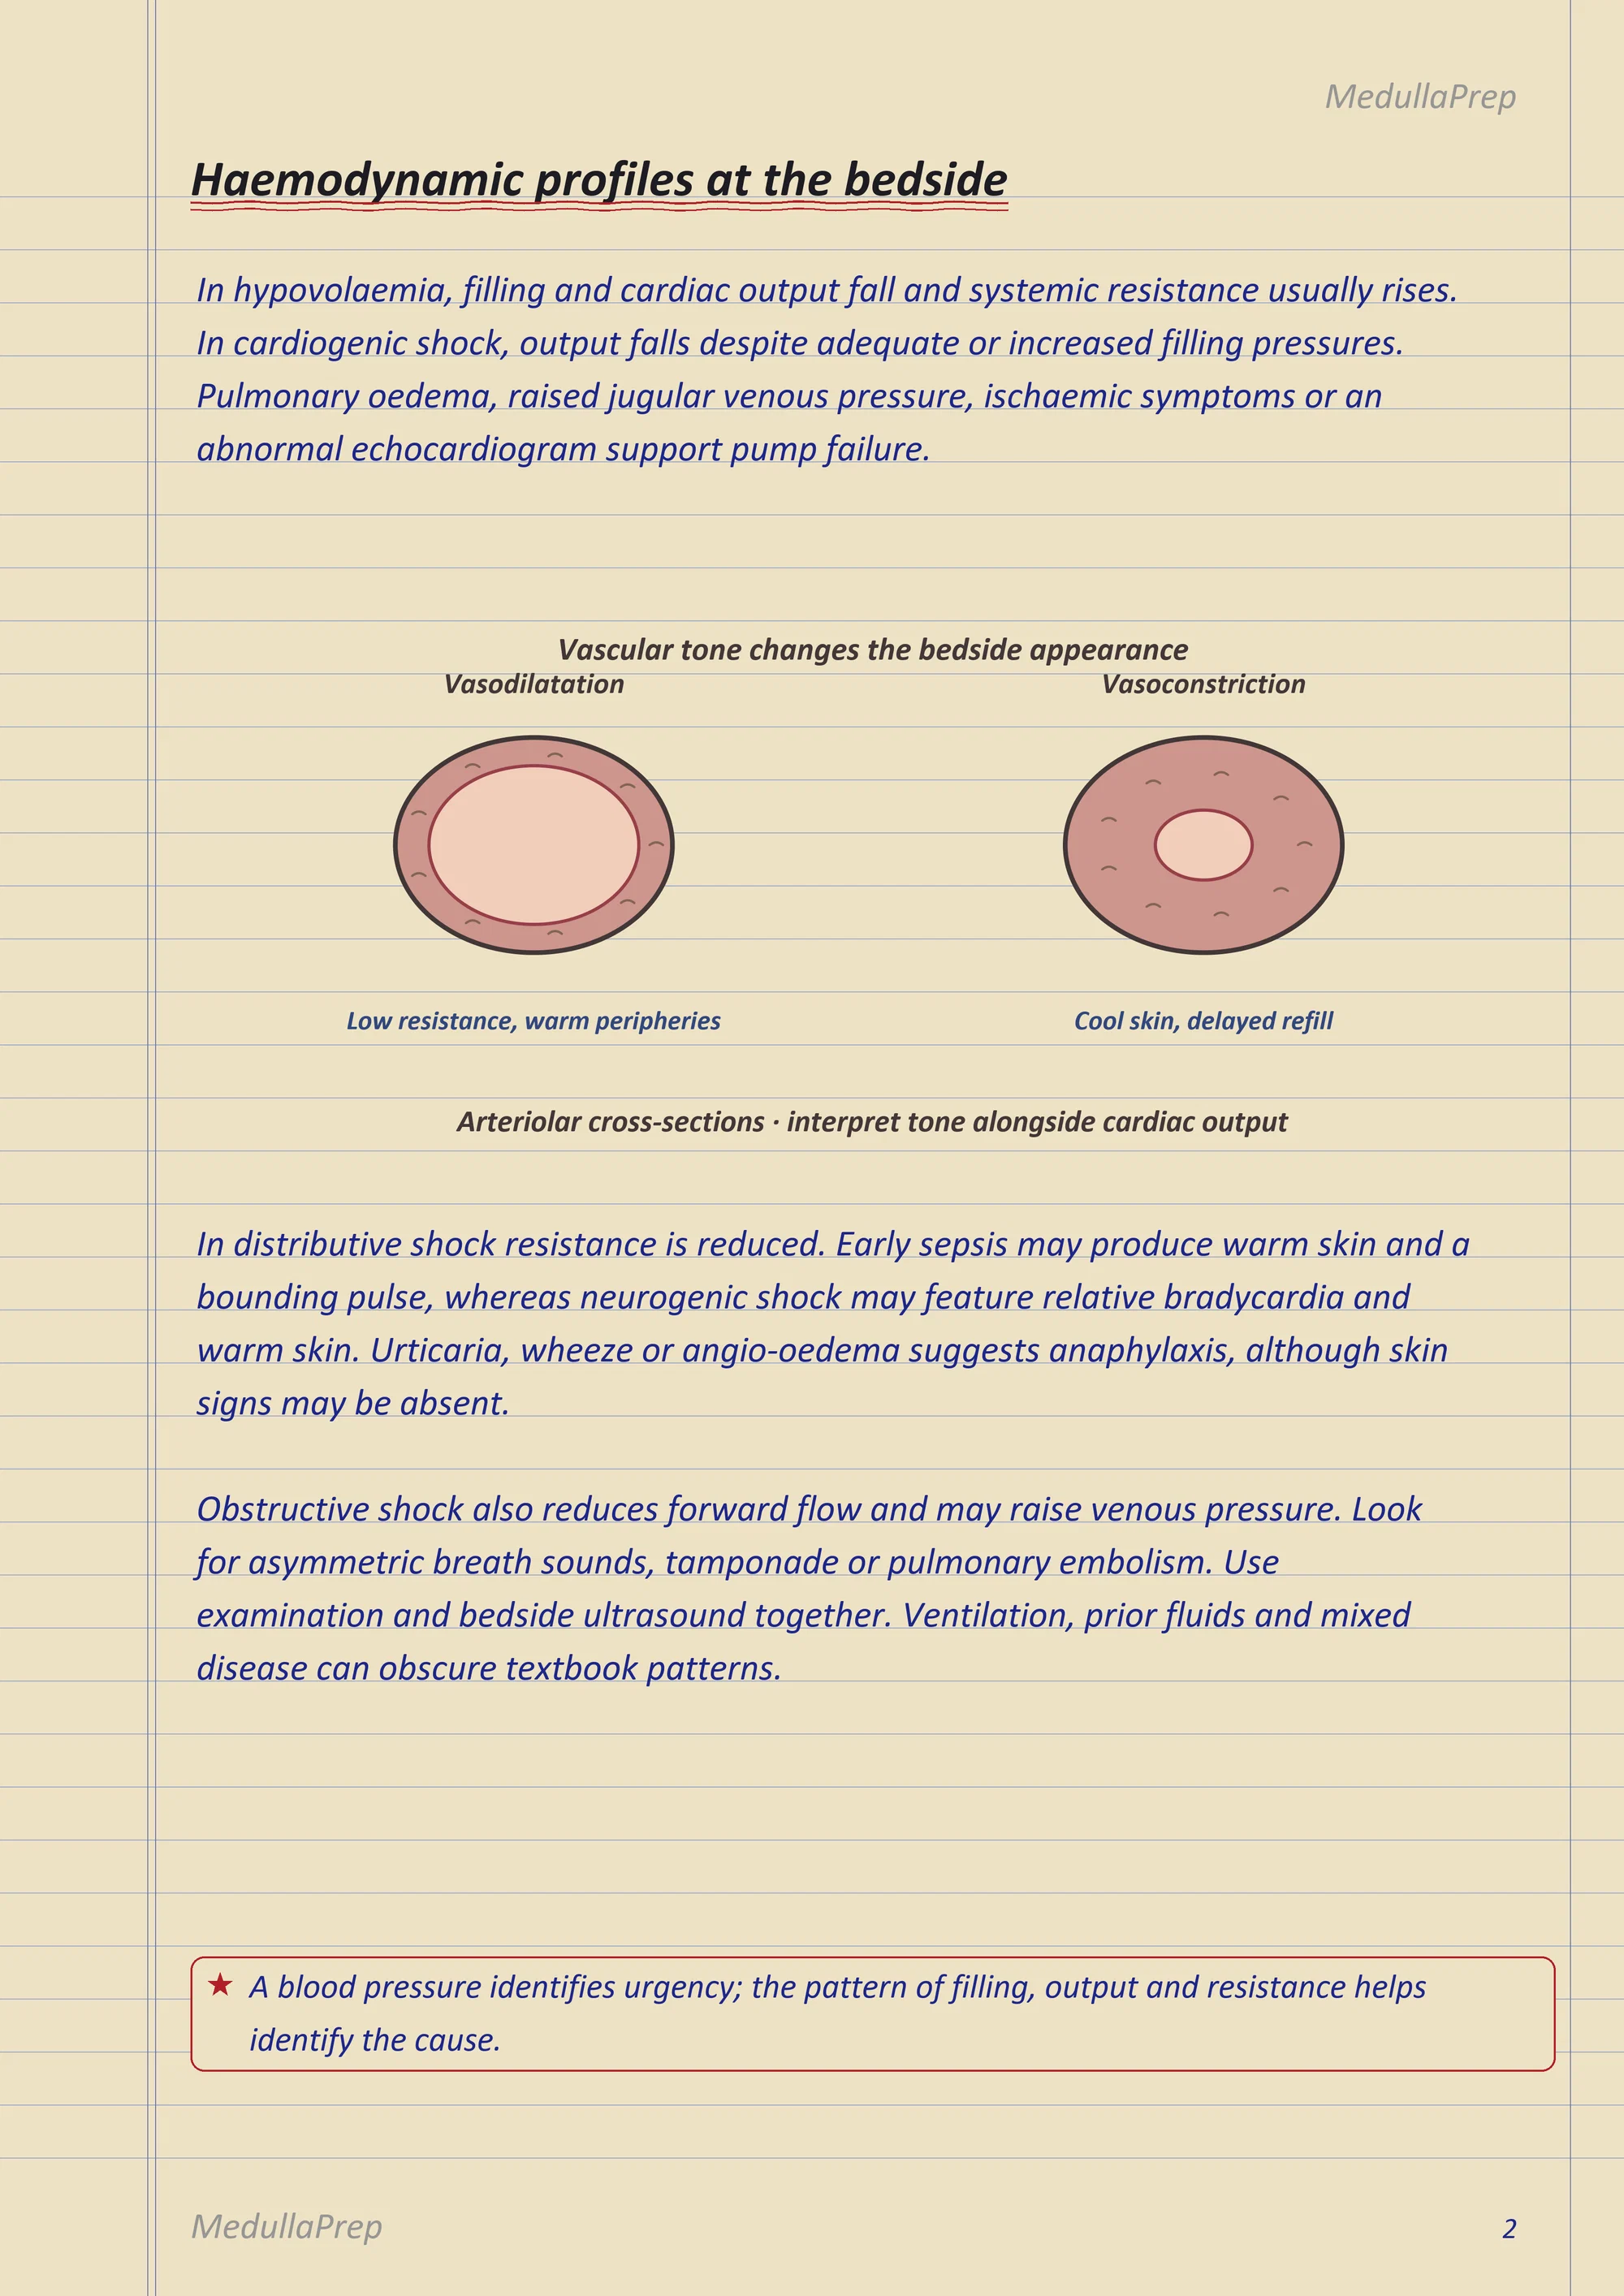 MedullaPrep
Haemodynamic profiles at the bedside
In hypovolaemia, filling and cardiac output fall and systemic resistance usually rises.
In cardiogenic shock, output falls despite adequate or increased filling pressures.
Pulmonary oedema, raised jugular venous pressure, ischaemic symptoms or an
abnormal echocardiogram support pump failure.
Vascular tone changes the bedside appearance
Vasodilatation
Vasoconstriction
Low resistance, warm peripheries
Cool skin, delayed refill
Arteriolar cross-sections · interpret tone alongside cardiac output
In distributive shock resistance is reduced. Early sepsis may produce warm skin and a
bounding pulse, whereas neurogenic shock may feature relative bradycardia and
warm skin. Urticaria, wheeze or angio-oedema suggests anaphylaxis, although skin
signs may be absent.
Obstructive shock also reduces forward flow and may raise venous pressure. Look
for asymmetric breath sounds, tamponade or pulmonary embolism. Use
examination and bedside ultrasound together. Ventilation, prior fluids and mixed
disease can obscure textbook patterns.
★ A blood pressure identifies urgency; the pattern of filling, output and resistance helps
identify the cause.
MedullaPrep
2